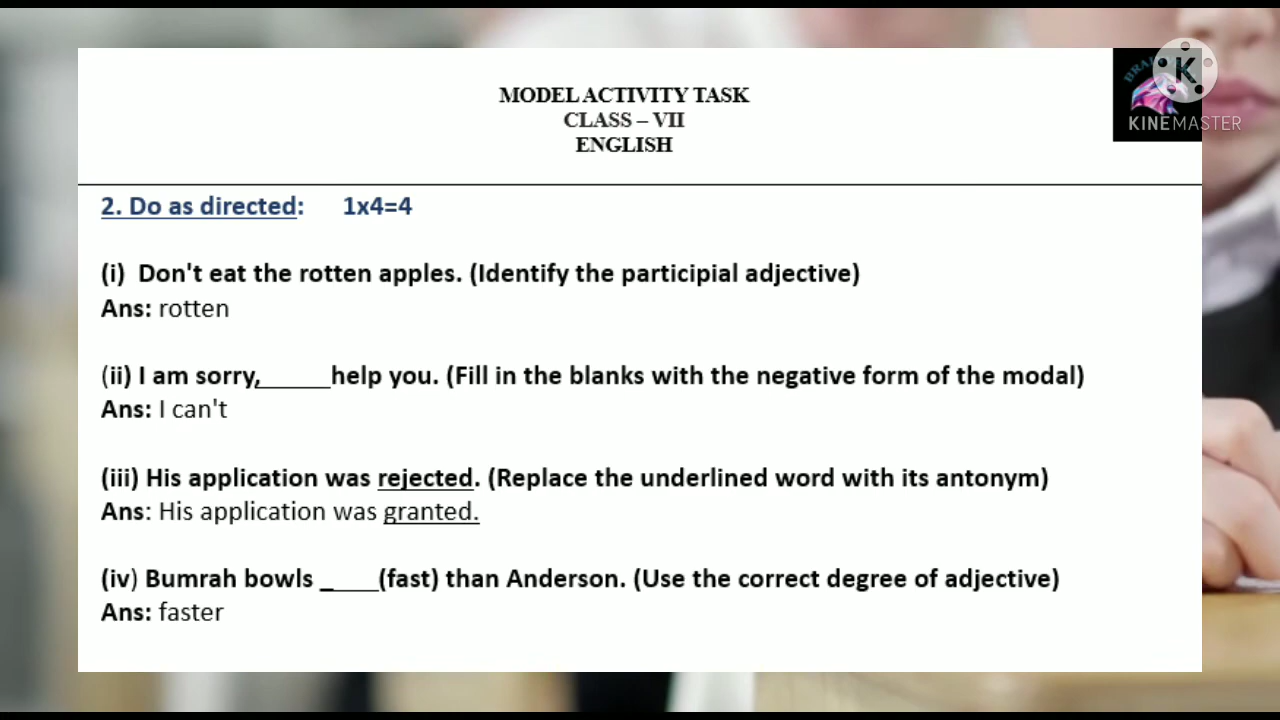 MODEL ACTIVITY TASK
CLASS – VII
ENGLISH
KINEMASTER
2. Do as directed: 1x4=4
(i) Don't eat the rotten apples. (Identify the participial adjective)
Ans: rotten
(ii) I am sorry,_____help you. (Fill in the blanks with the negative form of the modal)
Ans: I can't
(iii) His application was rejected. (Replace the underlined word with its antonym)
Ans: His application was granted.
(iv) Bumrah bowls ____(fast) than Anderson. (Use the correct degree of adjective)
Ans: faster